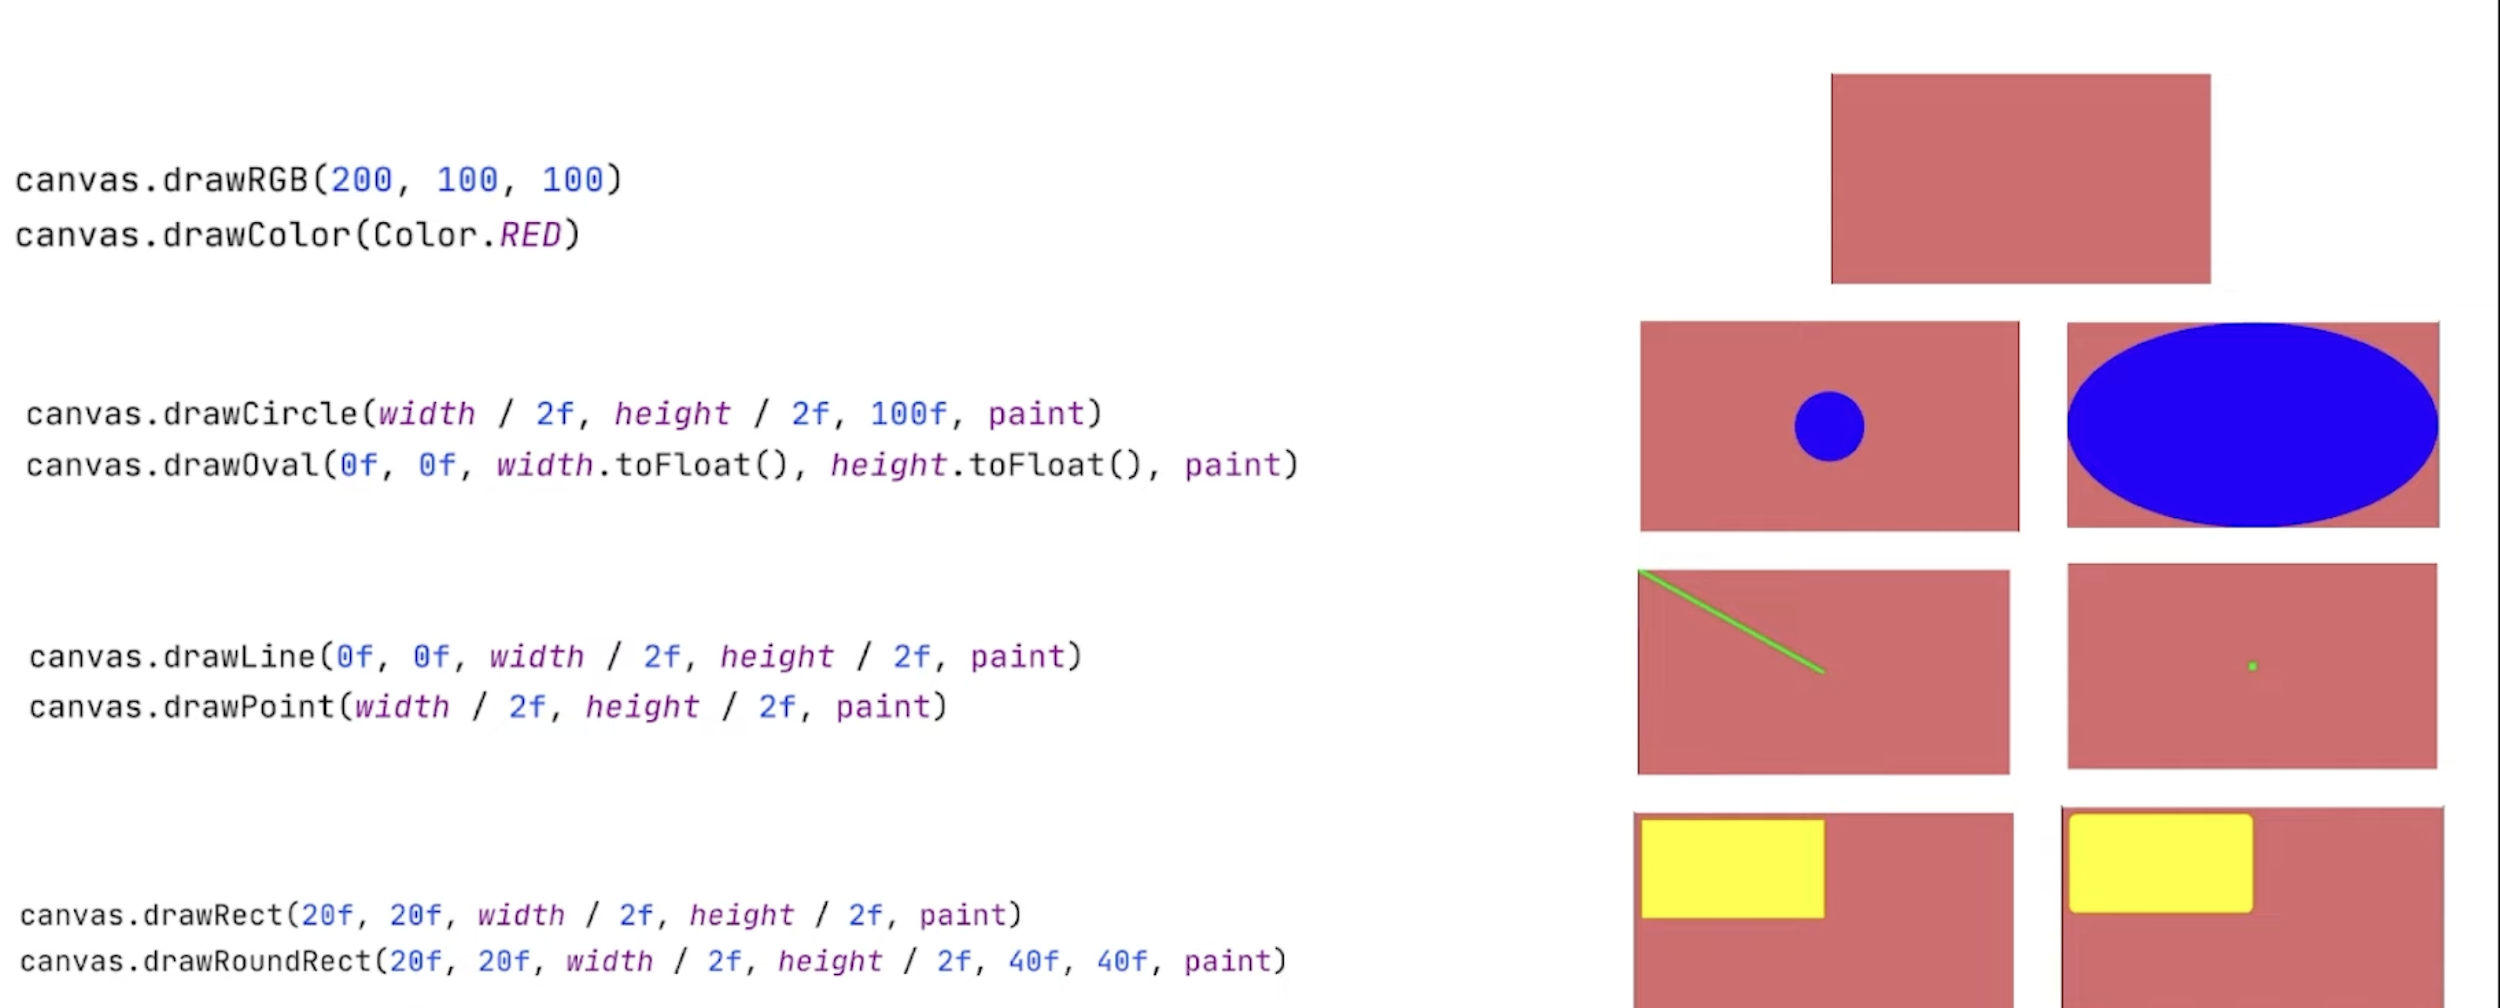 canvas.drawRGB(200, 100, 100)
canvas.drawColor(Color.RED)
canvas.drawCircle(width / 2f, height / 2f, 100f, paint)
canvas.drawOval(0f, 0f, width.toFloat(), height.toFloat(), paint)
canvas.drawLine(0f, 0f, width / 2f, height / 2f, paint)
canvas.drawPoint(width / 2f, height / 2f, paint)
canvas.drawRect(20f, 20f, width / 2f, height / 2f, paint)
canvas.drawRoundRect(20f, 20f, width / 2f, height / 2f, 40f, 40f, paint)